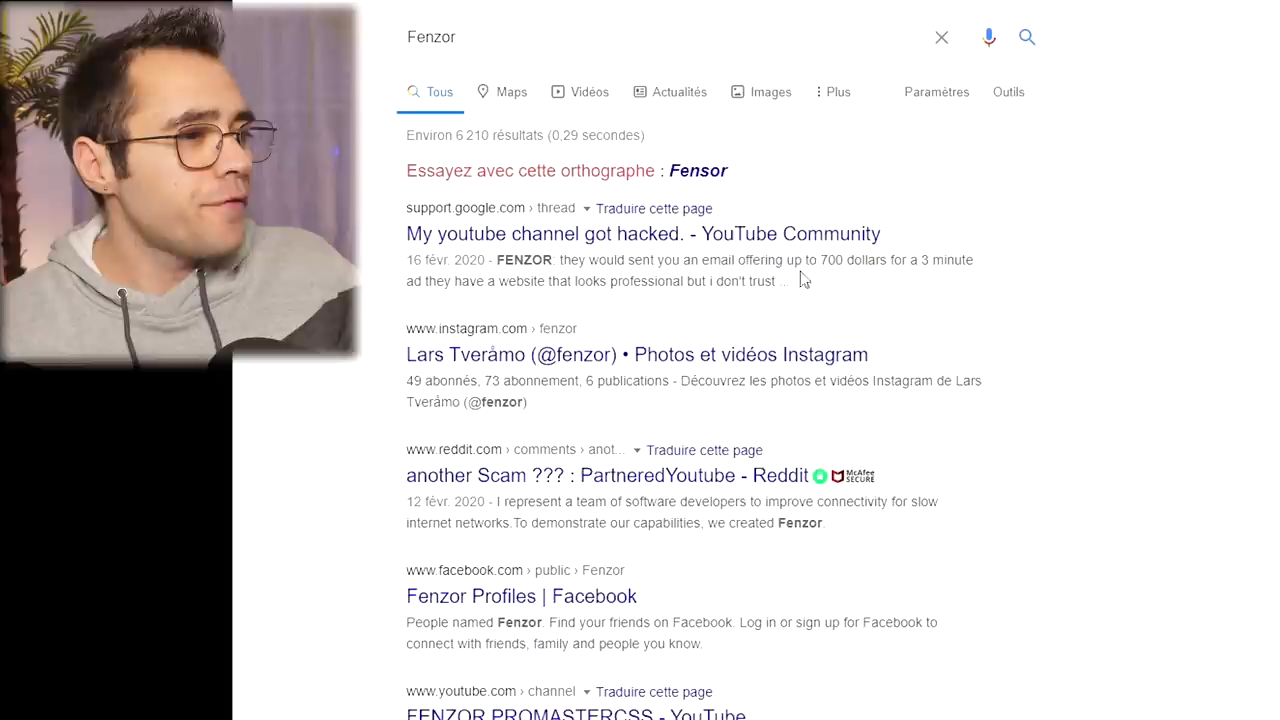 Fenzor
Tous Maps Vidéos Actualités Images Plus Paramètres Outils
Environ 6 210 résultats (0,29 secondes)
Essayez avec cette orthographe : Fensor
support.google.com › thread Traduire cette page
My youtube channel got hacked. - YouTube Community
16 févr. 2020 - FENZOR: they would sent you an email offering up to 700 dollars for a 3 minute
ad they have a website that looks professional but i don't trust ...
www.instagram.com › fenzor
Lars Tveråmo (@fenzor) • Photos et vidéos Instagram
49 abonnés, 73 abonnement, 6 publications - Découvrez les photos et vidéos Instagram de Lars
Tveråmo (@fenzor)
www.reddit.com › comments › anot... Traduire cette page
another Scam ??? : PartneredYoutube - Reddit McAfee SECURE
12 févr. 2020 - I represent a team of software developers to improve connectivity for slow
internet networks.To demonstrate our capabilities, we created Fenzor.
www.facebook.com › public › Fenzor
Fenzor Profiles | Facebook
People named Fenzor. Find your friends on Facebook. Log in or sign up for Facebook to
connect with friends, family and people you know.
www.youtube.com › channel Traduire cette page
FENZOR PROMASTERCSS - YouTube